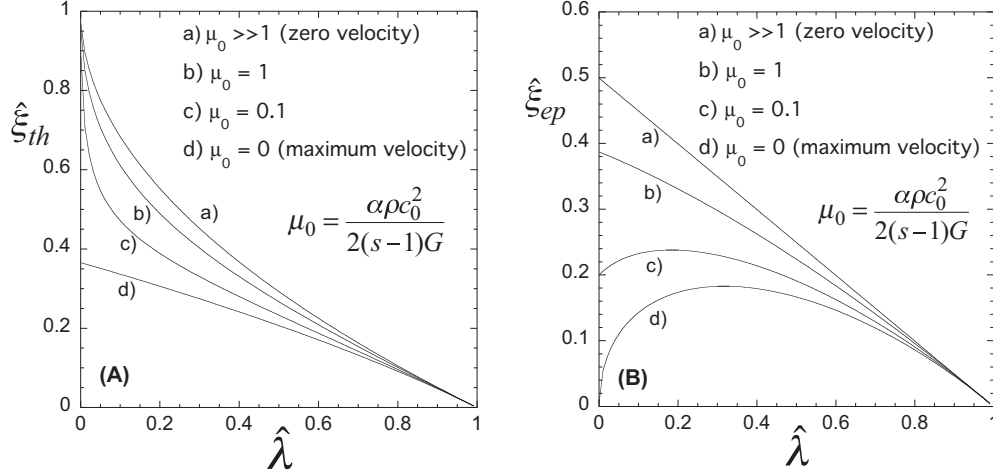 1
0.8
0.6
0.4
0.2
0
0 0.2 0.4 0.6 0.8 1
ξ̂_th
λ̂
a) μ₀ >>1 (zero velocity)
b) μ₀ = 1
c) μ₀ = 0.1
d) μ₀ = 0 (maximum velocity)
μ₀ = αρc₀² / 2(s−1)G
a)
b)
c)
d)
(A)
0.6
0.5
0.4
0.3
0.2
0.1
0
0 0.2 0.4 0.6 0.8 1
ξ̂_ep
λ̂
a) μ₀ >>1 (zero velocity)
b) μ₀ = 1
c) μ₀ = 0.1
d) μ₀ = 0 (maximum velocity)
μ₀ = αρc₀² / 2(s−1)G
a)
b)
c)
d)
(B)